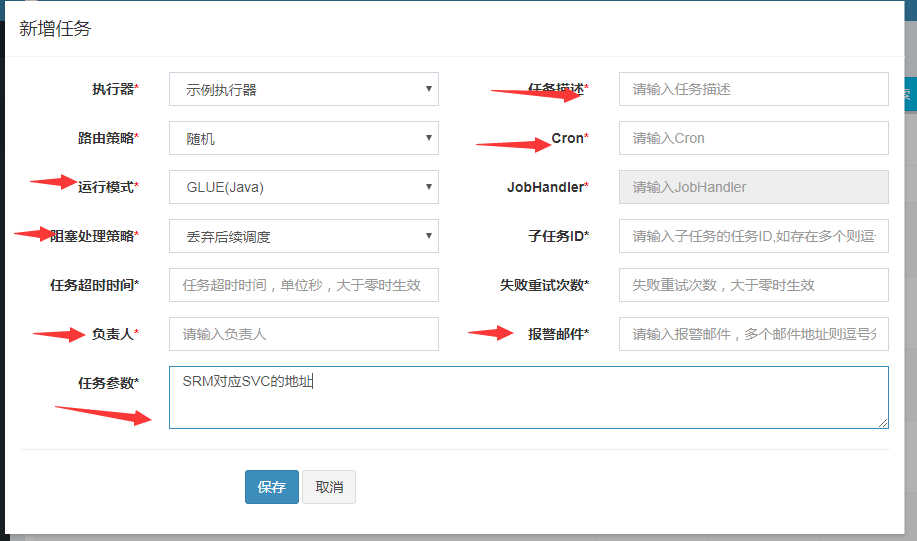 新增任务
执行器* 示例执行器 任务描述* 请输入任务描述
路由策略* 随机 Cron* 请输入Cron
运行模式* GLUE(Java) JobHandler* 请输入JobHandler
阻塞处理策略* 丢弃后续调度 子任务ID* 请输入子任务的任务ID,如存在多个则逗
任务超时时间* 任务超时时间，单位秒，大于零时生效 失败重试次数* 失败重试次数，大于零时生效
负责人* 请输入负责人 报警邮件* 请输入报警邮件，多个邮件地址则逗号分
任务参数* SRM对应SVC的地址
保存 取消